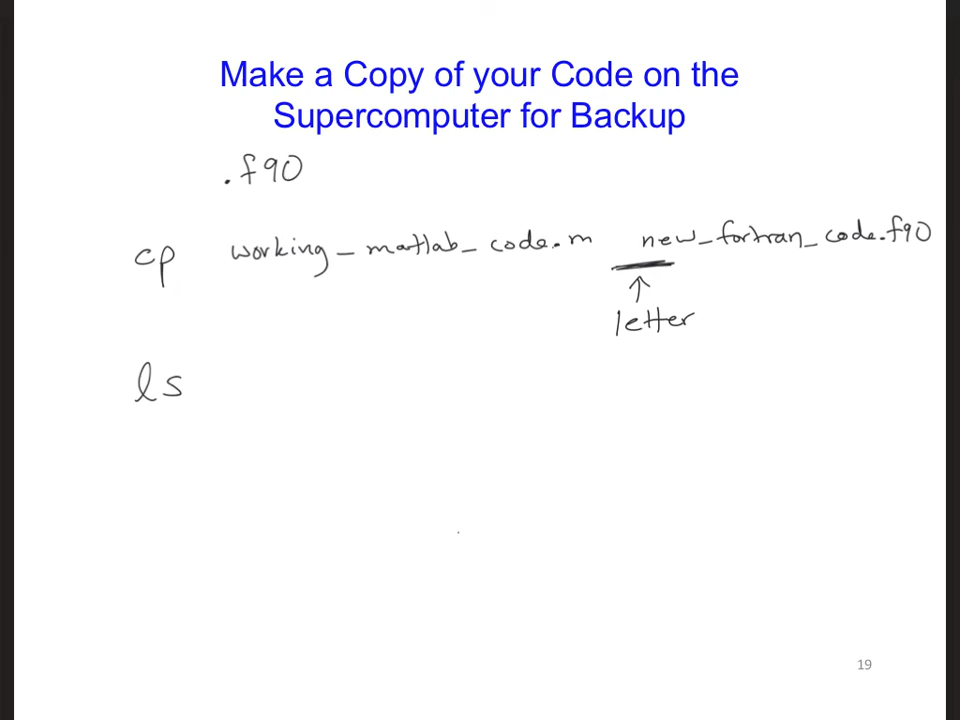 Make a Copy of your Code on the
Supercomputer for Backup
.f90
cp working_matlab_code.m new_fortran_code.f90
↑
letter
ls
19